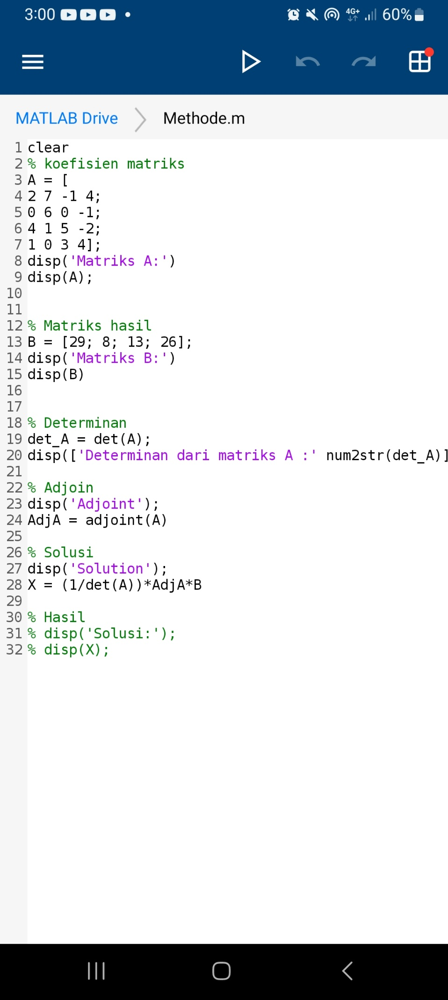 3:00
4G+
60%
MATLAB Drive
Methode.m
1 clear
2 % koefisien matriks
3 A = [
4 2 7 -1 4;
5 0 6 0 -1;
6 4 1 5 -2;
7 1 0 3 4];
8 disp('Matriks A:')
9 disp(A);
10
11
12 % Matriks hasil
13 B = [29; 8; 13; 26];
14 disp('Matriks B:')
15 disp(B)
16
17
18 % Determinan
19 det_A = det(A);
20 disp(['Determinan dari matriks A :' num2str(det_A)]
21
22 % Adjoin
23 disp('Adjoint');
24 AdjA = adjoint(A)
25
26 % Solusi
27 disp('Solution');
28 X = (1/det(A))*AdjA*B
29
30 % Hasil
31 % disp('Solusi:');
32 % disp(X);